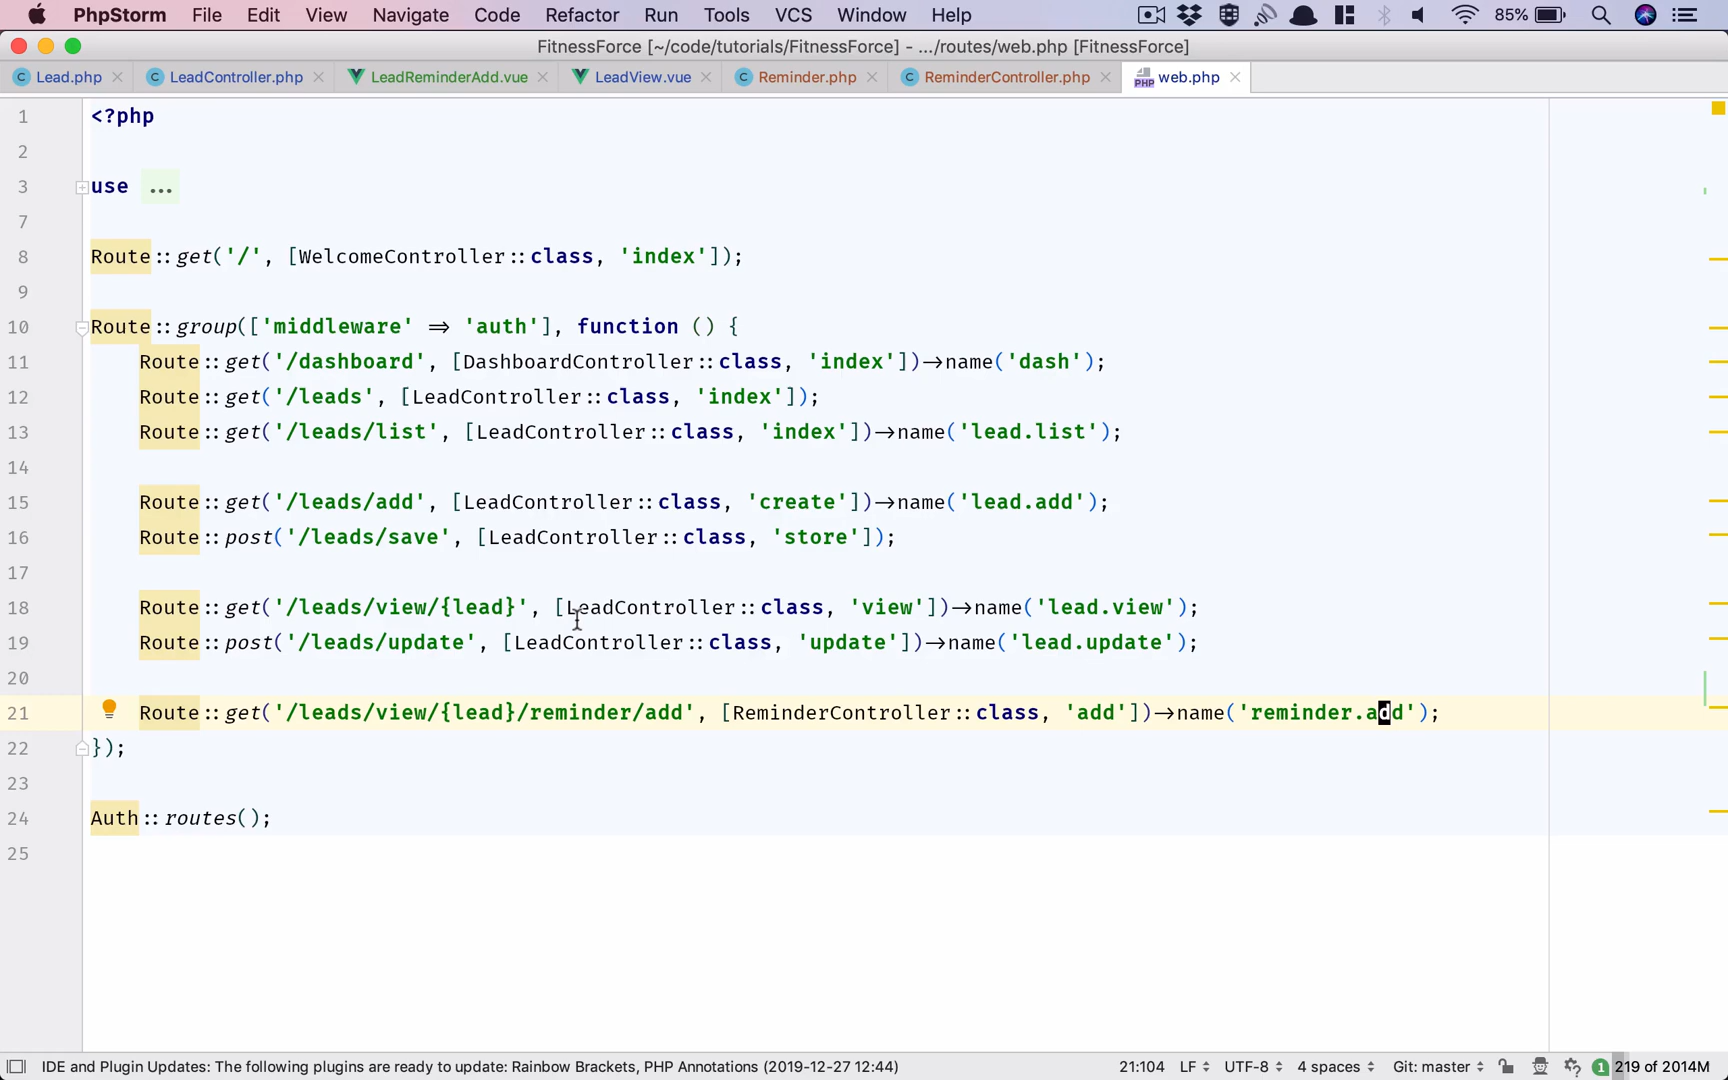 PhpStorm File Edit View Navigate Code Refactor Run Tools VCS Window Help 85%
FitnessForce [~/code/tutorials/FitnessForce] - .../routes/web.php [FitnessForce]
Lead.php LeadController.php LeadReminderAdd.vue LeadView.vue Reminder.php ReminderController.php web.php
1 <?php
2
3 use ...
7
8 Route::get('/', [WelcomeController::class, 'index']);
9
10 Route::group(['middleware' => 'auth'], function () {
11 Route::get('/dashboard', [DashboardController::class, 'index'])->name('dash');
12 Route::get('/leads', [LeadController::class, 'index']);
13 Route::get('/leads/list', [LeadController::class, 'index'])->name('lead.list');
14
15 Route::get('/leads/add', [LeadController::class, 'create'])->name('lead.add');
16 Route::post('/leads/save', [LeadController::class, 'store']);
17
18 Route::get('/leads/view/{lead}', [LeadController::class, 'view'])->name('lead.view');
19 Route::post('/leads/update', [LeadController::class, 'update'])->name('lead.update');
20
21 Route::get('/leads/view/{lead}/reminder/add', [ReminderController::class, 'add'])->name('reminder.add');
22 });
23
24 Auth::routes();
25
IDE and Plugin Updates: The following plugins are ready to update: Rainbow Brackets, PHP Annotations (2019-12-27 12:44) 21:104 LF UTF-8 4 spaces Git: master 1 219 of 2014M